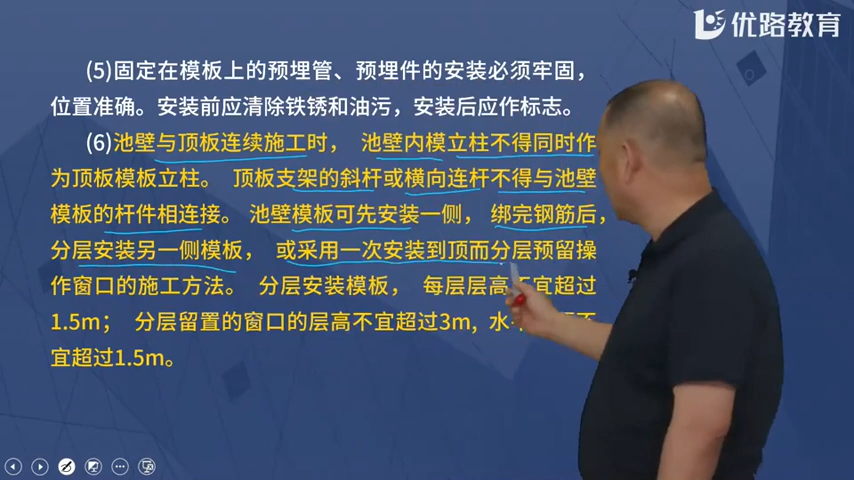 优路教育
(5)固定在模板上的预埋管、预埋件的安装必须牢固，
位置准确。安装前应清除铁锈和油污，安装后应作标志。
(6)池壁与顶板连续施工时， 池壁内模立柱不得同时作
为顶板模板立柱。 顶板支架的斜杆或横向连杆不得与池壁
模板的杆件相连接。 池壁模板可先安装一侧， 绑完钢筋后，
分层安装另一侧模板， 或采用一次安装到顶而分层预留操
作窗口的施工方法。 分层安装模板， 每层层高不宜超过
1.5m； 分层留置的窗口的层高不宜超过3m, 水
宜超过1.5m。